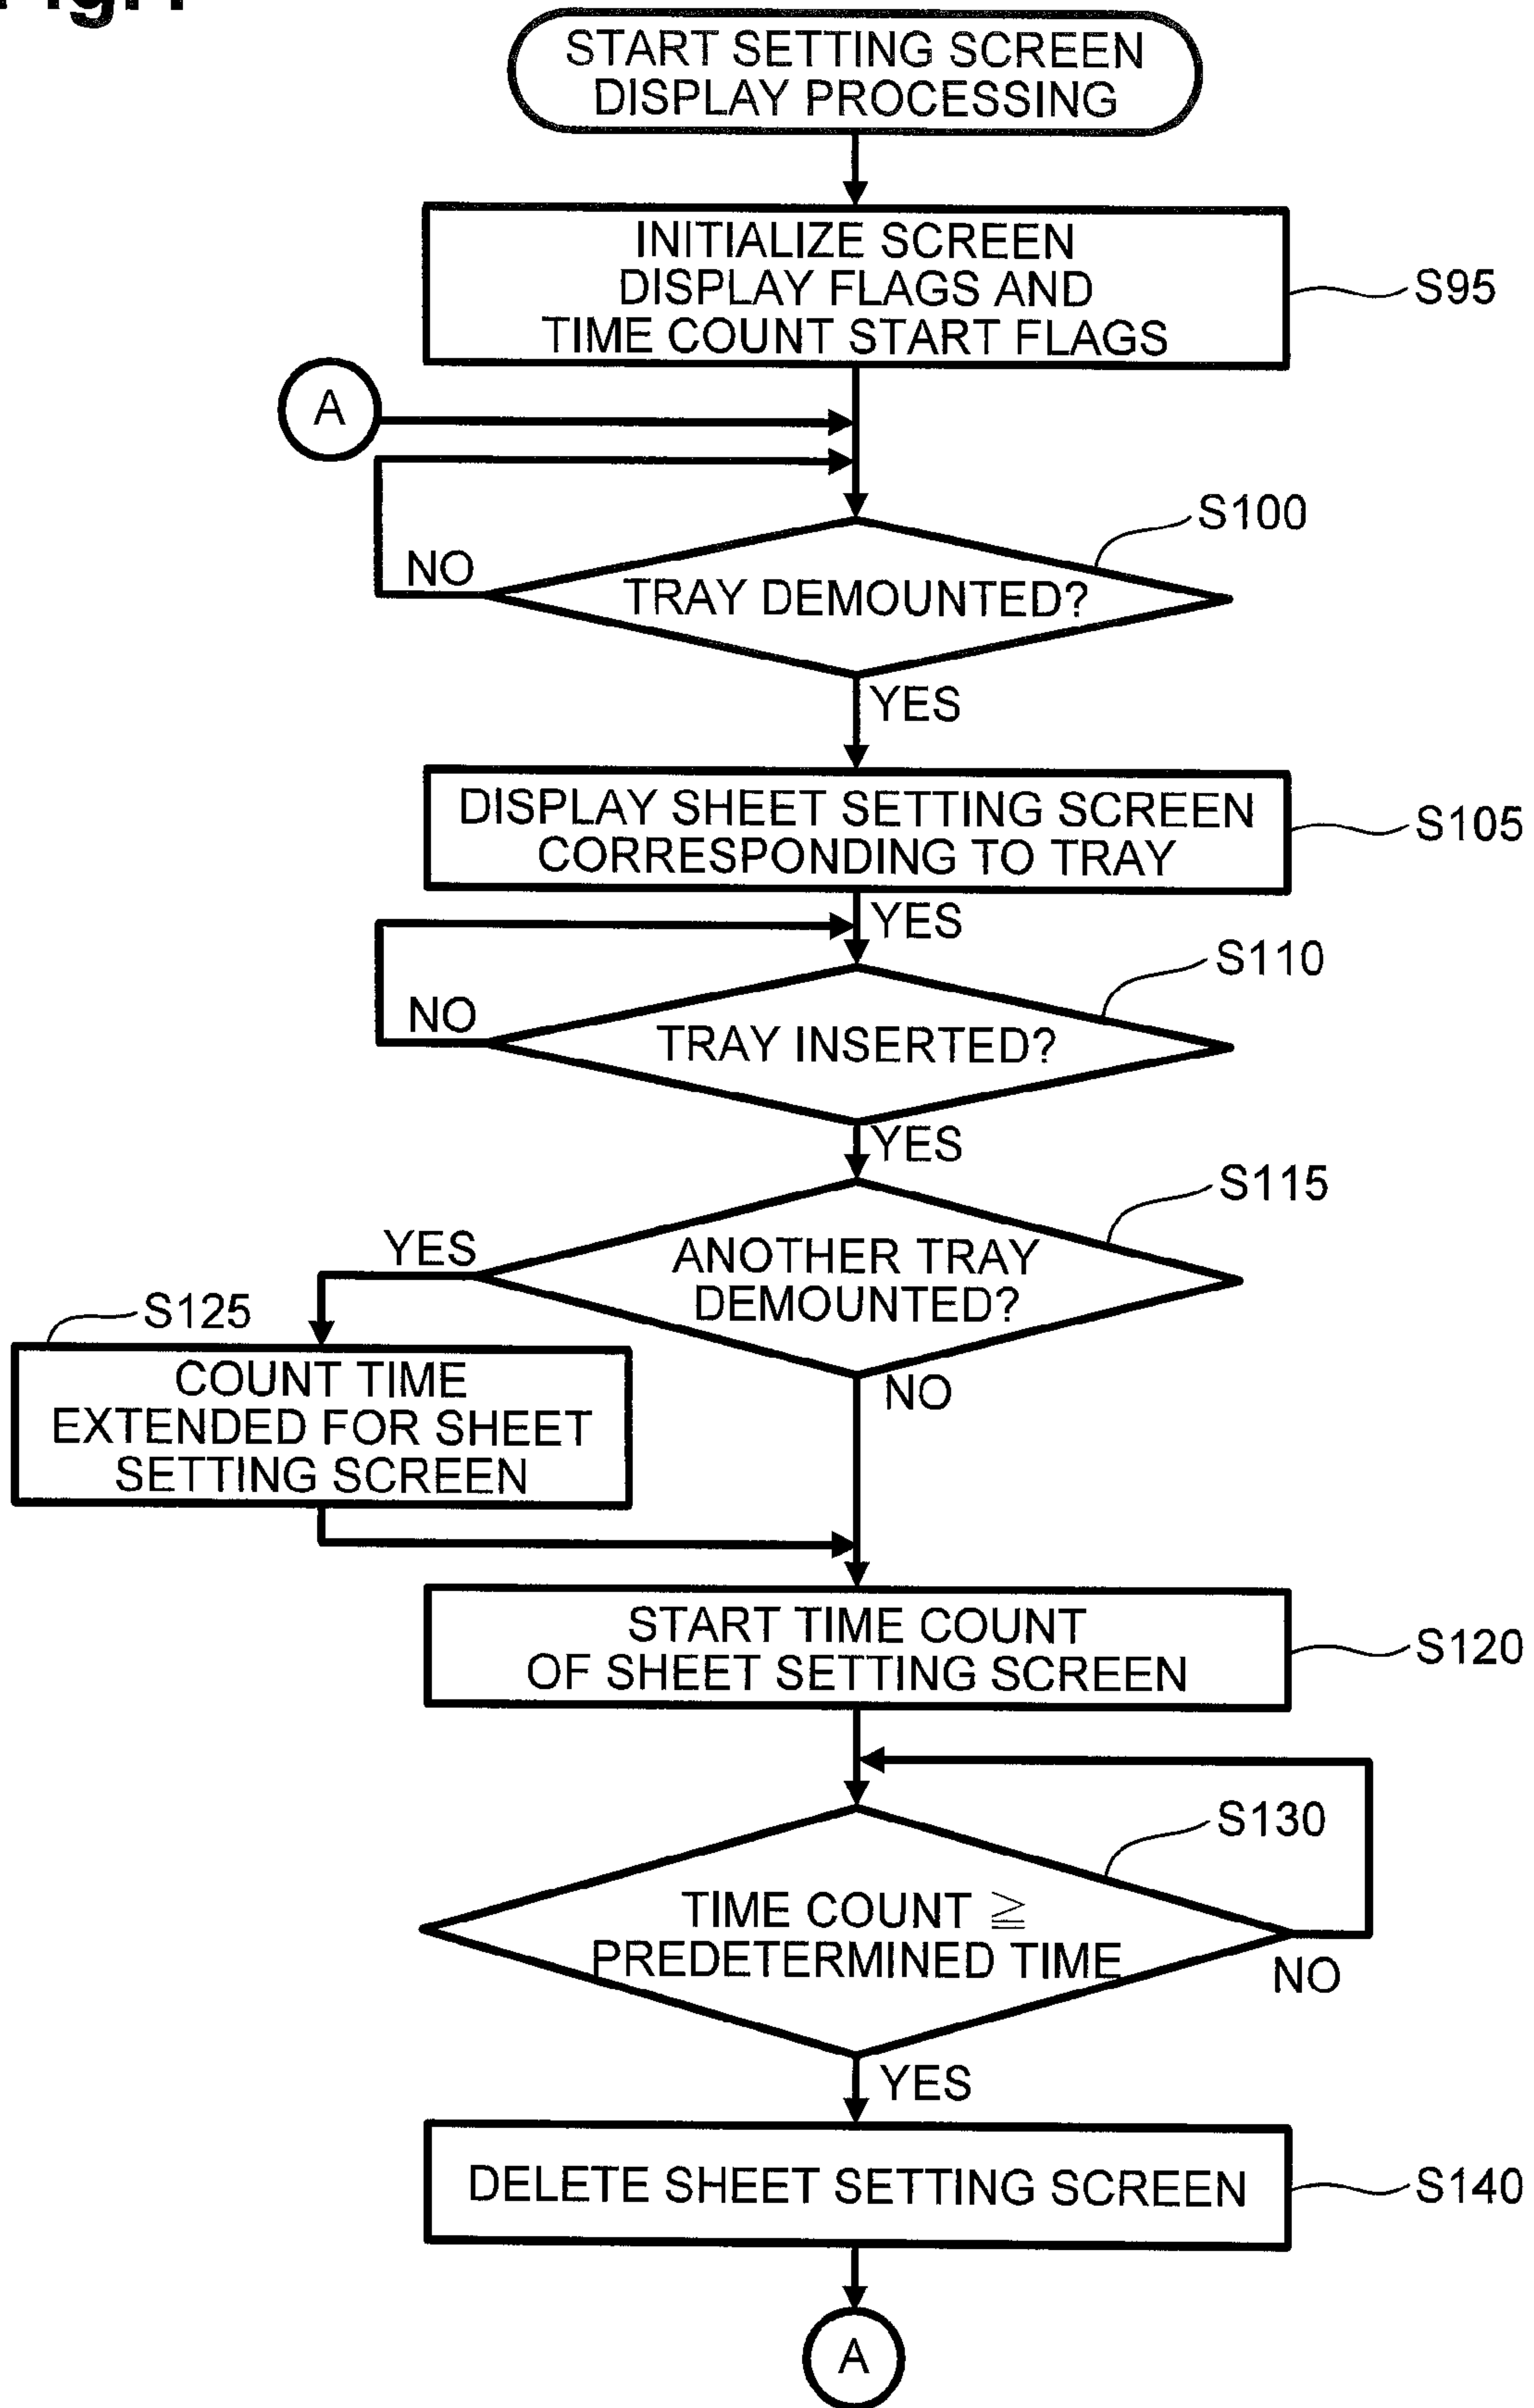 START SETTING SCREEN
DISPLAY PROCESSING
INITIALIZE SCREEN
DISPLAY FLAGS AND
TIME COUNT START FLAGS
S95
A
S100
NO
TRAY DEMOUNTED?
YES
DISPLAY SHEET SETTING SCREEN
CORRESPONDING TO TRAY
S105
YES
S110
NO
TRAY INSERTED?
YES
S115
YES
ANOTHER TRAY
DEMOUNTED?
S125
NO
COUNT TIME
EXTENDED FOR SHEET
SETTING SCREEN
START TIME COUNT
OF SHEET SETTING SCREEN
S120
S130
TIME COUNT ≧
PREDETERMINED TIME
NO
YES
DELETE SHEET SETTING SCREEN
S140
A